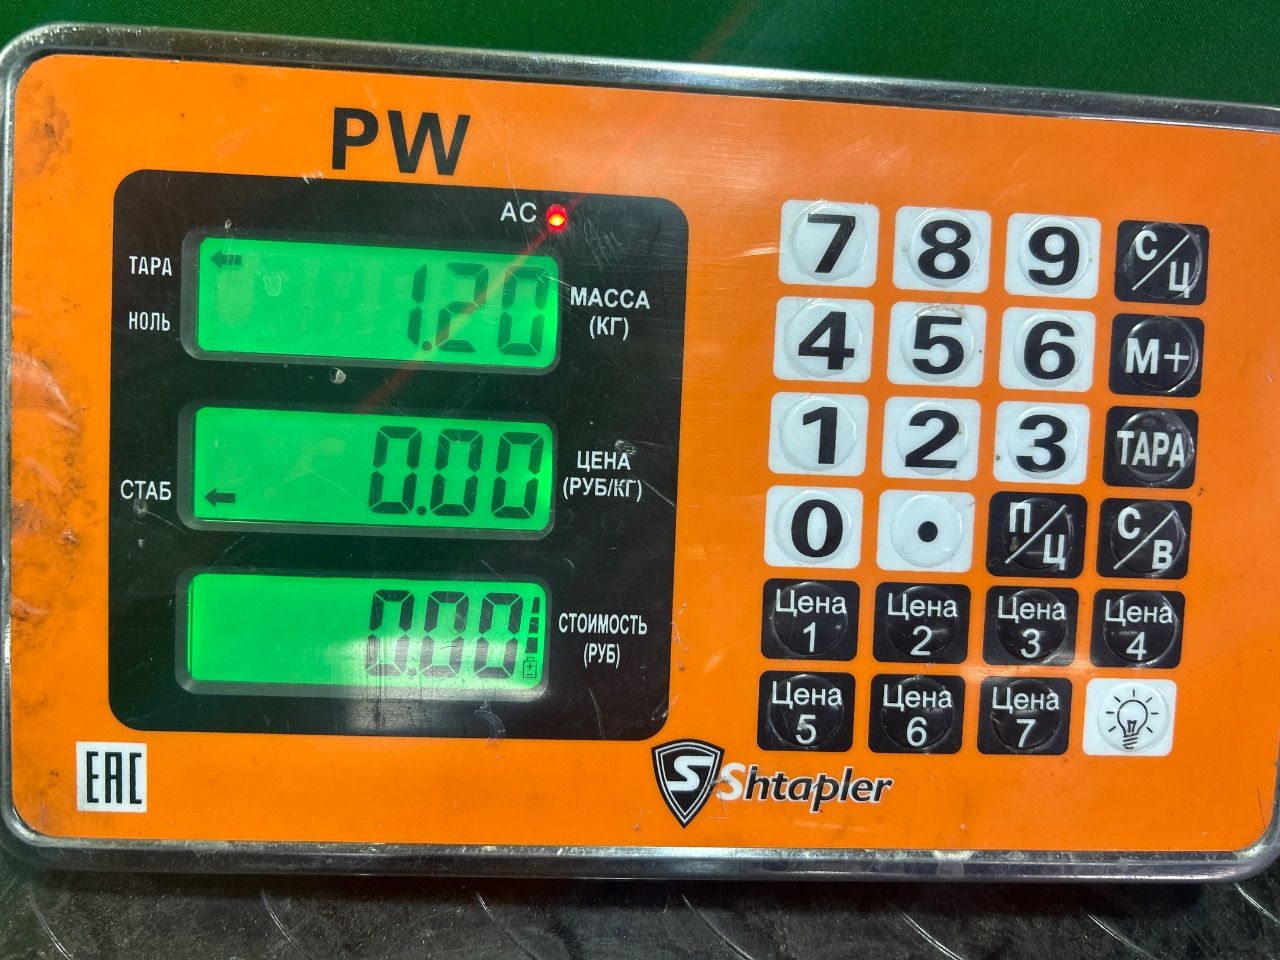 PW
AC
ТАРА
НОЛЬ
1.20
МАССА
(КГ)
СТАБ
0.00
ЦЕНА
(РУБ/КГ)
0.00
СТОИМОСТЬ
(РУБ)
7 8 9 С/Ц
4 5 6 М+
1 2 3 ТАРА
0 . П/Ц С/В
Цена 1 Цена 2 Цена 3 Цена 4
Цена 5 Цена 6 Цена 7
EAC
S Shtapler